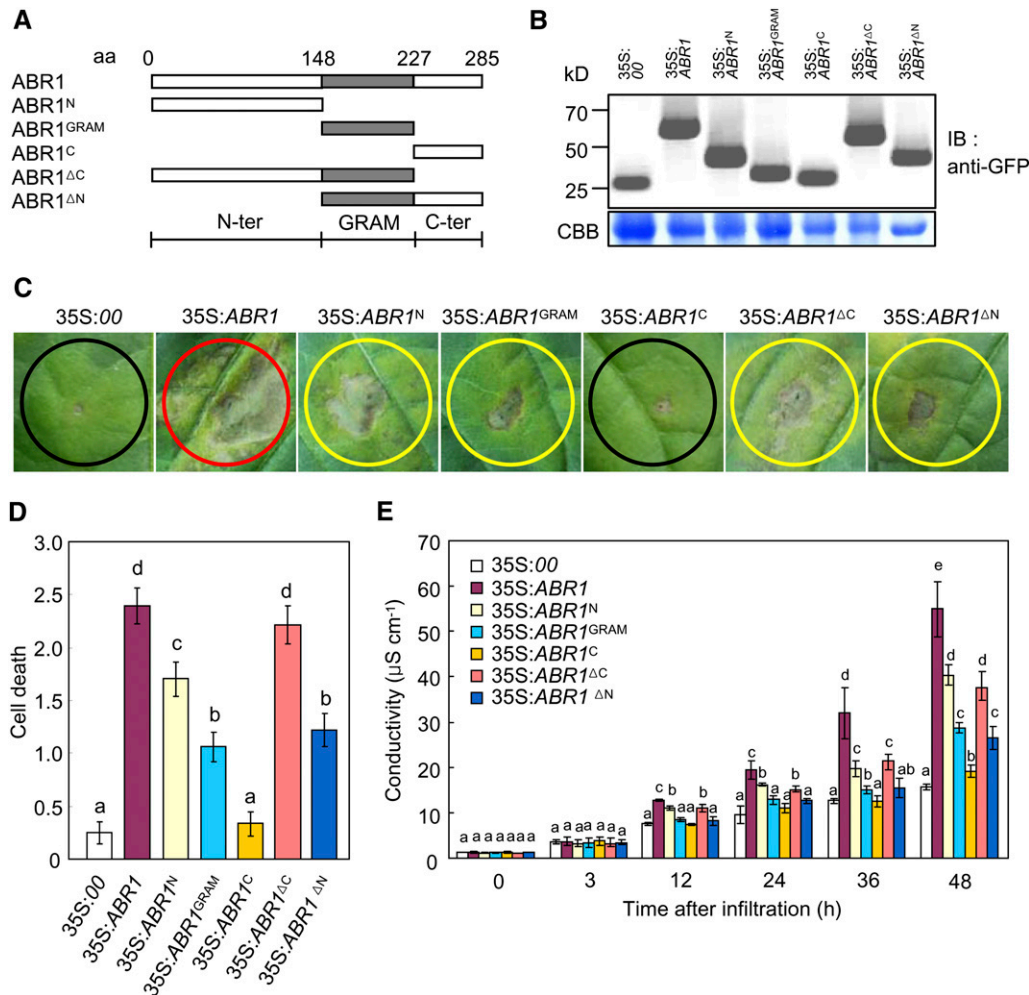 A
aa 0 148 227 285
ABR1
ABR1ᴺ
ABR1ᴳᴿᴬᴹ
ABR1ᶜ
ABR1ΔC
ABR1ΔN
N-ter GRAM C-ter
B
35S:00
35S:ABR1
35S:ABR1ᴺ
35S:ABR1ᴳᴿᴬᴹ
35S:ABR1ᶜ
35S:ABR1ΔC
35S:ABR1ΔN
kD
70
50
25
IB :
anti-GFP
CBB
C
35S:00 35S:ABR1 35S:ABR1ᴺ 35S:ABR1ᴳᴿᴬᴹ 35S:ABR1ᶜ 35S:ABR1ΔC 35S:ABR1ΔN
D
Cell death
3.0
2.5
2.0
1.5
1.0
0.5
0
a d c b a d b
35S:00
35S:ABR1
35S:ABR1ᴺ
35S:ABR1ᴳᴿᴬᴹ
35S:ABR1ᶜ
35S:ABR1ΔC
35S:ABR1 ΔN
E
Conductivity (µS cm⁻¹)
70
60
50
40
30
20
10
0
35S:00
35S:ABR1
35S:ABR1ᴺ
35S:ABR1ᴳᴿᴬᴹ
35S:ABR1ᶜ
35S:ABR1ΔC
35S:ABR1 ΔN
a a a a a a a
a a a a a a a
a c b a a b a
a c b a a b a
a d c b a c ab
a e d c b d c
0 3 12 24 36 48
Time after infiltration (h)